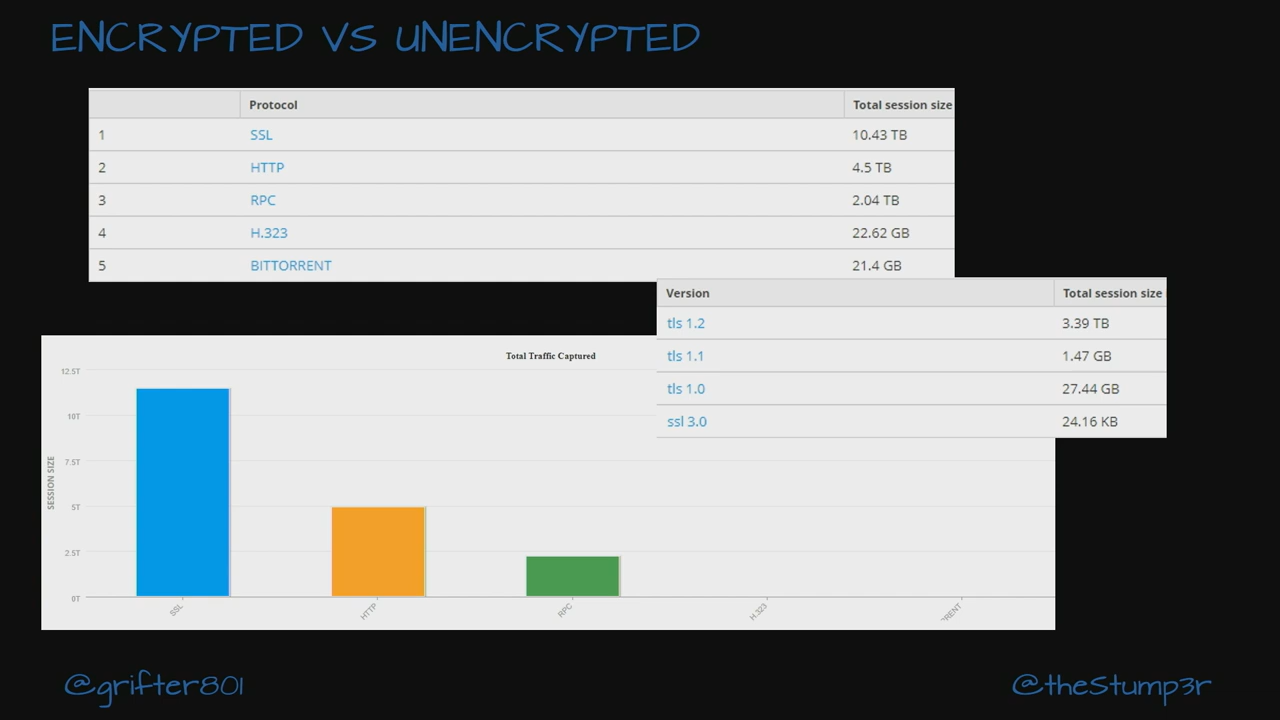 ENCRYPTED VS UNENCRYPTED
Protocol Total session size
1 SSL 10.43 TB
2 HTTP 4.5 TB
3 RPC 2.04 TB
4 H.323 22.62 GB
5 BITTORRENT 21.4 GB
Version Total session size
tls 1.2 3.39 TB
tls 1.1 1.47 GB
tls 1.0 27.44 GB
ssl 3.0 24.16 KB
Total Traffic Captured
SESSION SIZE
12.5T
10T
7.5T
5T
2.5T
0T
SSL HTTP RPC H.323 RRENT
@grifter801 @theStump3r